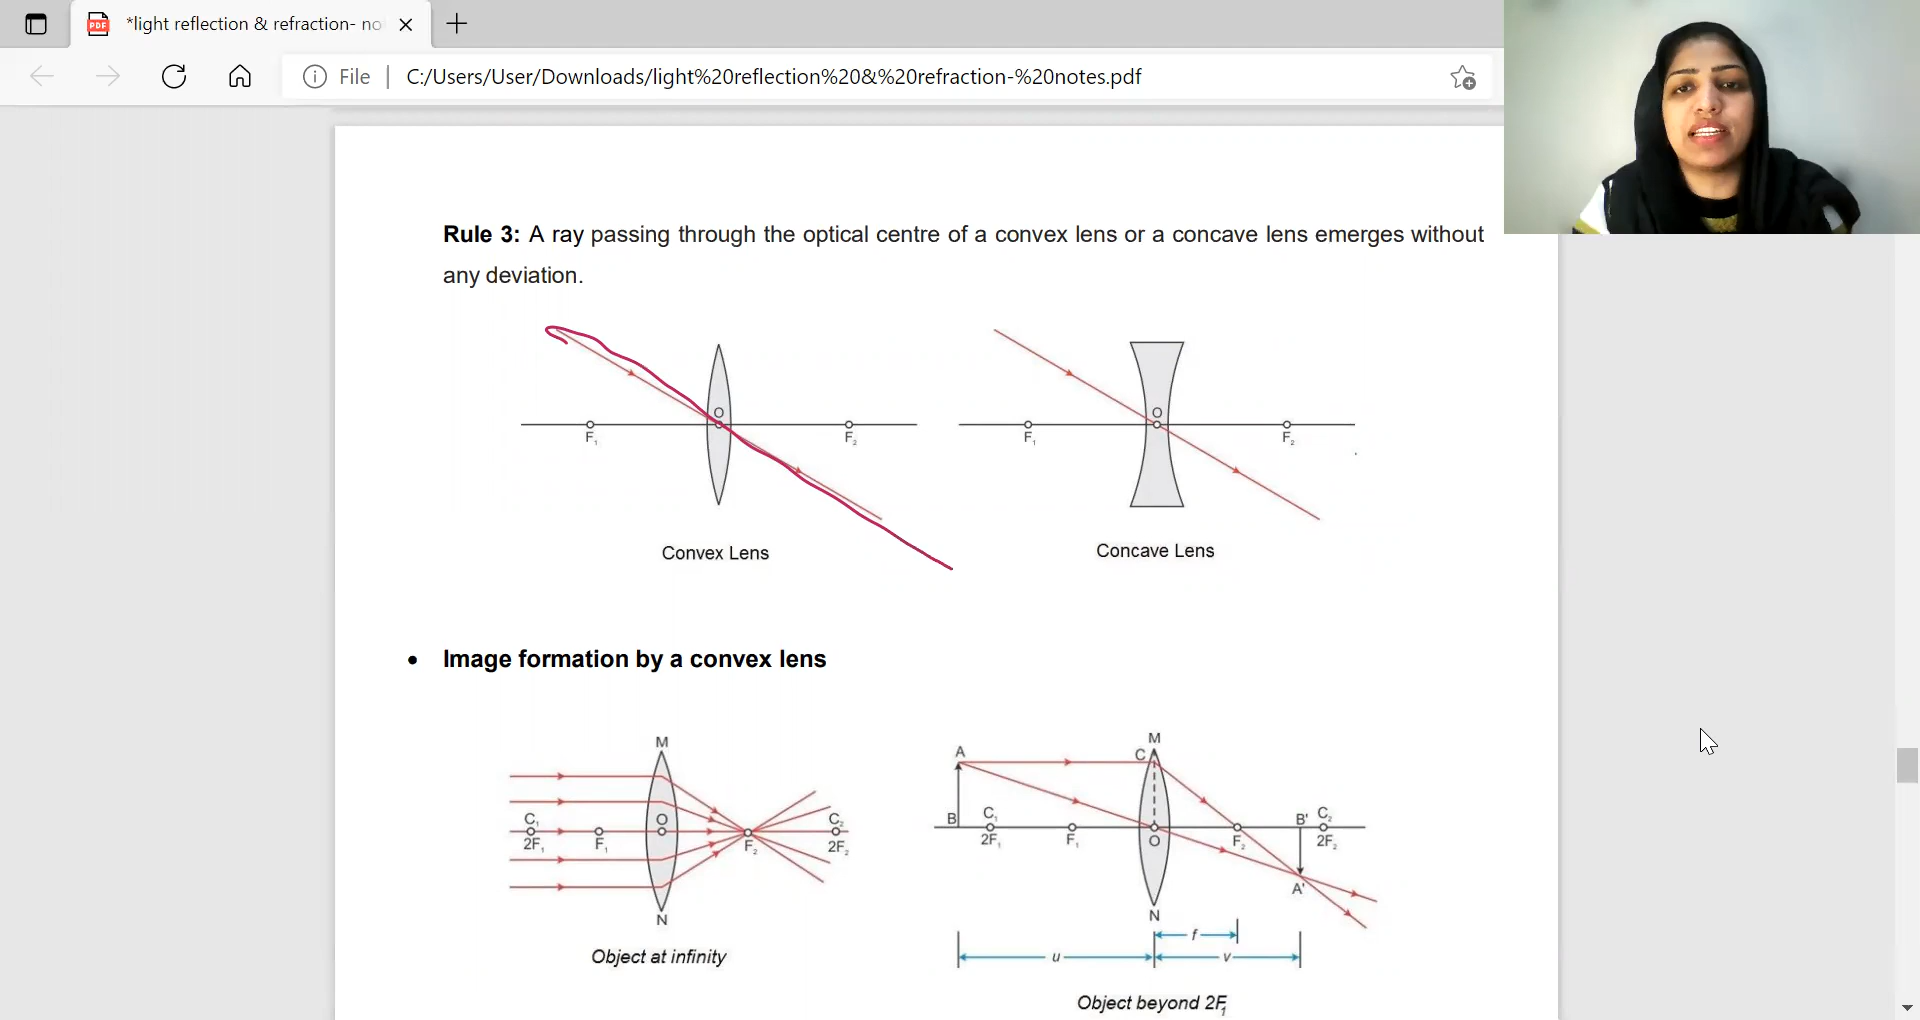 *light reflection & refraction- no
File | C:/Users/User/Downloads/light%20reflection%20&%20refraction-%20notes.pdf
Rule 3: A ray passing through the optical centre of a convex lens or a concave lens emerges without
any deviation.
O O
F₁ F₂ F₁ F₂
Convex Lens Concave Lens
• Image formation by a convex lens
M
C₁ O C₂
2F₁ F₁ F₂ 2F₂
N
Object at infinity
A C M
B C₁ B' C₂
2F₁ F₁ O F₂ 2F₂
A'
N
f
u v
Object beyond 2F₁